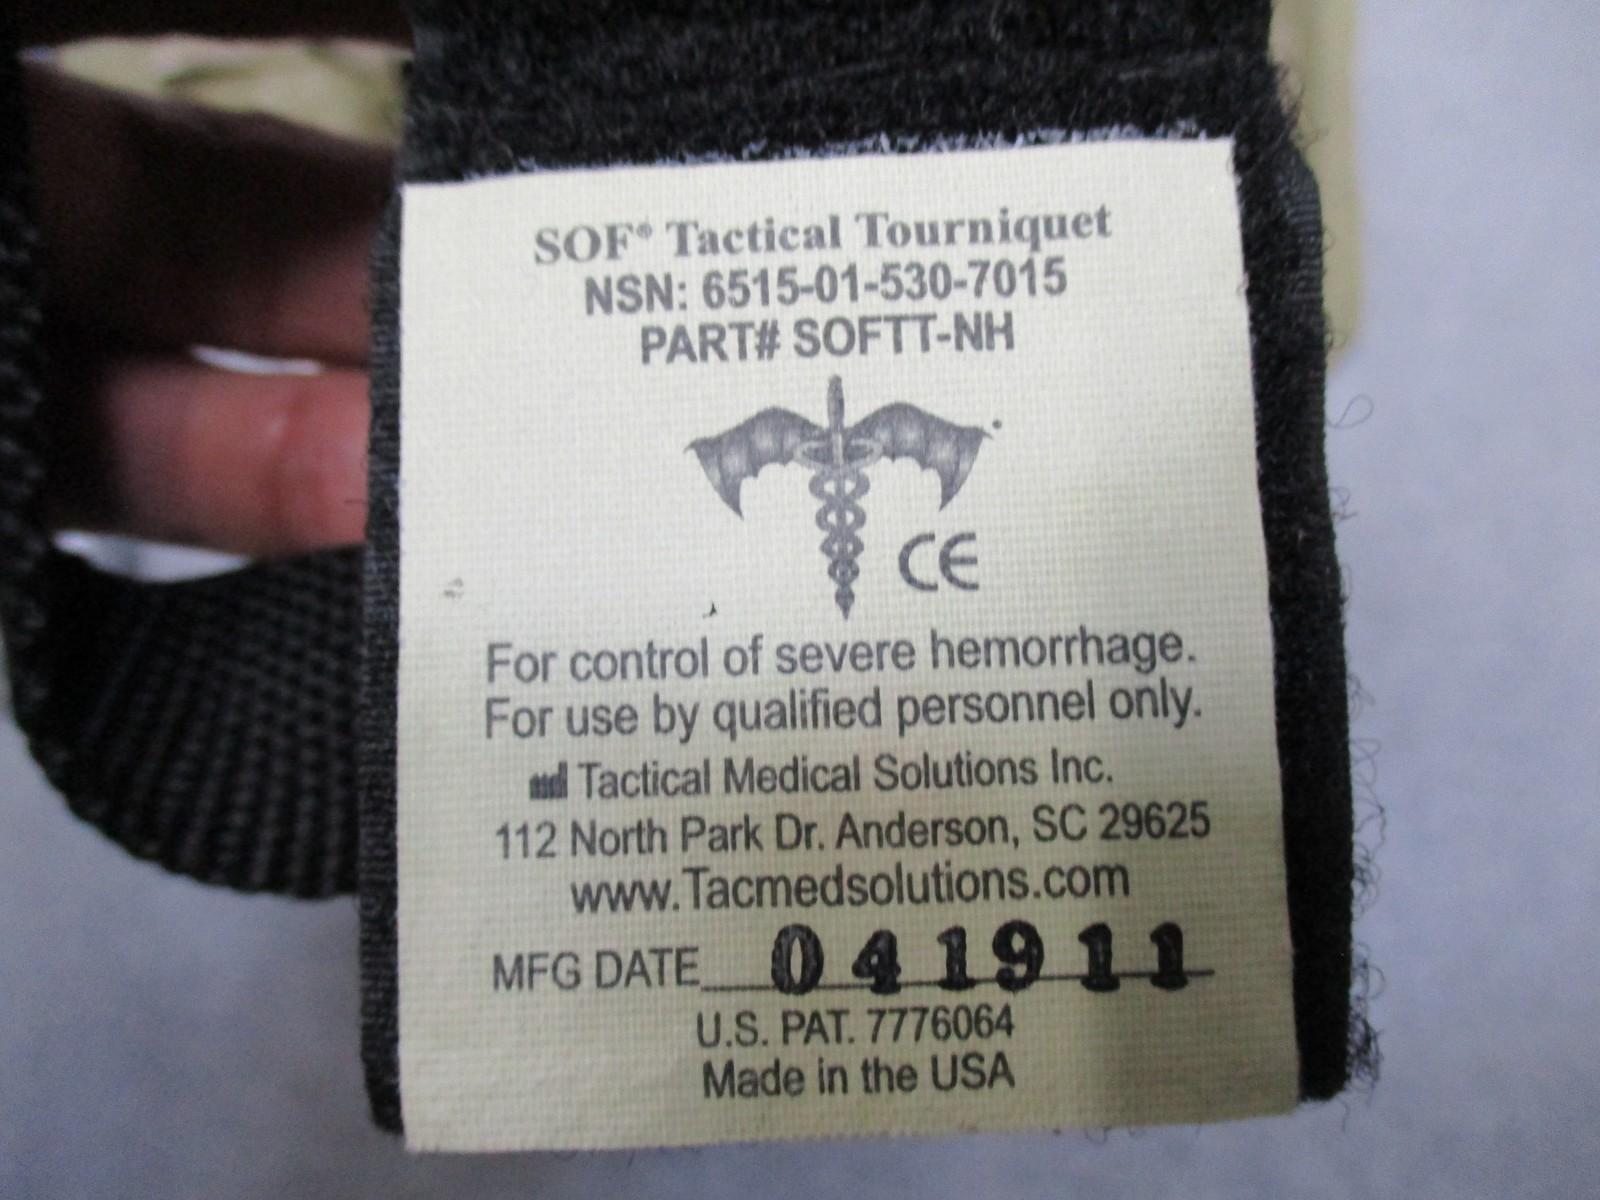 SOF® Tactical Tourniquet
NSN: 6515-01-530-7015
PART# SOFTT-NH
CE
For control of severe hemorrhage.
For use by qualified personnel only.
Tactical Medical Solutions Inc.
112 North Park Dr. Anderson, SC 29625
www.Tacmedsolutions.com
MFG DATE 041911
U.S. PAT. 7776064
Made in the USA